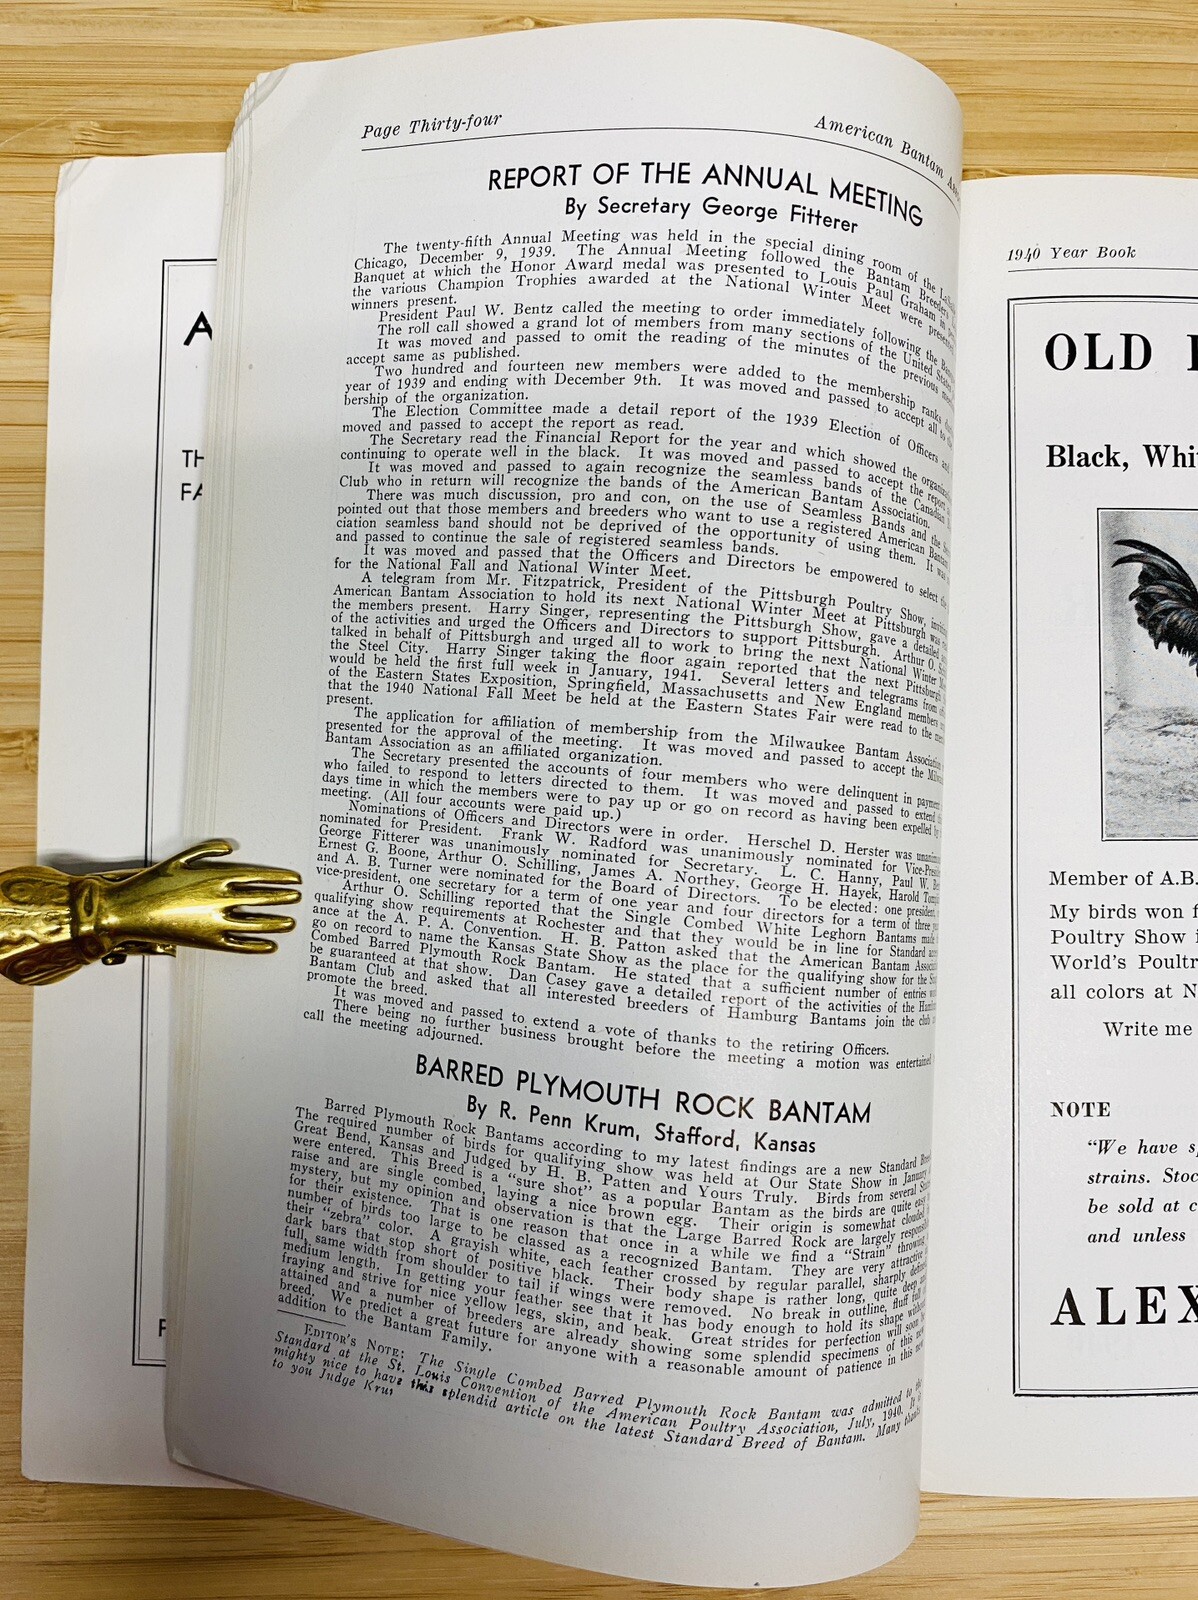 Page Thirty-four
American Bantam
REPORT OF THE ANNUAL MEETING
By Secretary George Fitterer
The twenty-fifth Annual Meeting was held in the special dining room of the
Chicago, December 9, 1939. The Annual Meeting followed the Bantam Breeders
Banquet at which the Honor Award medal was presented to Louis Paul Graham in
the various Champion Trophies awarded at the National Winter Meet were presented
winners present.
President Paul W. Bentz called the meeting to order immediately following the
The roll call showed a grand lot of members from many sections of the United States
It was moved and passed to omit the reading of the minutes of the previous
accept same as published.
Two hundred and fourteen new members were added to the membership ranks
year of 1939 and ending with December 9th. It was moved and passed to accept all to
bership of the organization.
The Election Committee made a detail report of the 1939 Election of Officers and
moved and passed to accept the report as read.
The Secretary read the Financial Report for the year and which showed the
continuing to operate well in the black. It was moved and passed to accept the report
It was moved and passed to again recognize the seamless bands of the Canadian
Club who in return will recognize the bands of the American Bantam Association.
There was much discussion, pro and con, on the use of Seamless Bands and the
pointed out that those members and breeders who want to use a registered American Bantam
ciation seamless band should not be deprived of the opportunity of using them. It was
and passed to continue the sale of registered seamless bands.
It was moved and passed that the Officers and Directors be empowered to select the
for the National Fall and National Winter Meet.
A telegram from Mr. Fitzpatrick, President of the Pittsburgh Poultry Show,
American Bantam Association to hold its next National Winter Meet at Pittsburgh was
the members present. Harry Singer, representing the Pittsburgh Show, gave a detailed
of the activities and urged the Officers and Directors to support Pittsburgh. Arthur O.
talked in behalf of Pittsburgh and urged all to work to bring the next National Winter
the Steel City. Harry Singer taking the floor again reported that the next Pittsburgh
would be held the first full week in January, 1941. Several letters and telegrams from
of the Eastern States Exposition, Springfield, Massachusetts and New England members
that the 1940 National Fall Meet be held at the Eastern States Fair were read to the
present.
The application for affiliation of membership from the Milwaukee Bantam Association
presented for the approval of the meeting. It was moved and passed to accept the
Bantam Association as an affiliated organization.
The Secretary presented the accounts of four members who were delinquent in
who failed to respond to letters directed to them. It was moved and passed to extend
days time in which the members were to pay up or go on record as having been expelled
meeting. (All four accounts were paid up.)
Nominations of Officers and Directors were in order. Herschel D. Herster was
nominated for President. Frank W. Radford was unanimously nominated for
George Fitterer was unanimously nominated for Secretary. L. C. Hanny, Paul W.
Ernest G. Boone, Arthur O. Schilling, James A. Northey, George H. Hayek, Harold
and A. B. Turner were nominated for the Board of Directors. To be elected: one president,
vice-president, one secretary for a term of one year and four directors for a term of three
Arthur O. Schilling reported that the Single Combed White Leghorn Bantams made
qualifying show requirements at Rochester and that they would be in line for Standard
ance at the A. P. A. Convention. H. B. Patton asked that the American Bantam
go on record to name the Kansas State Show as the place for the qualifying show for the
Combed Barred Plymouth Rock Bantam. He stated that a sufficient number of entries
be guaranteed at that show. Dan Casey gave a detailed report of the activities of the
Bantam Club and asked that all interested breeders of Hamburg Bantams join the club
promote the breed.
It was moved and passed to extend a vote of thanks to the retiring Officers.
There being no further business brought before the meeting a motion was entertained
call the meeting adjourned.
BARRED PLYMOUTH ROCK BANTAM
By R. Penn Krum, Stafford, Kansas
Barred Plymouth Rock Bantams according to my latest findings are a new Standard
The required number of birds for qualifying show was held at Our State Show in January
Great Bend, Kansas and Judged by H. B. Patten and Yours Truly. Birds from several
were entered. This Breed is a "sure shot" as a popular Bantam as the birds are quite easy
raise and are single combed, laying a nice brown egg. Their origin is somewhat clouded
mystery, but my opinion and observation is that the Large Barred Rock are largely
for their existence. That is one reason that once in a while we find a "Strain" throwing
number of birds too large to be classed as a recognized Bantam. They are very attractive
their "zebra" color. A grayish white, each feather crossed by regular parallel, sharply
dark bars that stop short of positive black. Their body shape is rather long, quite deep
full, same width from shoulder to tail if wings were removed. No break in outline, fluff
medium length. In getting your feather see that it has body enough to hold its shape without
fraying and strive for nice yellow legs, skin, and beak. Great strides for perfection will soon
attained and a number of breeders are already showing some splendid specimens of this
breed. We predict a great future for anyone with a reasonable amount of patience in this new
addition to the Bantam Family.
EDITOR'S NOTE: The Single Combed Barred Plymouth Rock Bantam was admitted to
Standard at the St. Louis Convention of the American Poultry Association, July, 1940. It is
mighty nice to have this splendid article on the latest Standard Breed of Bantam. Many
to you Judge
1940 Year Book
OLD
Black,
Member of A.B.
My birds won
Poultry Show
World's
all colors at
Write me
NOTE
"We have
strains.
be sold at
and unless
ALEX